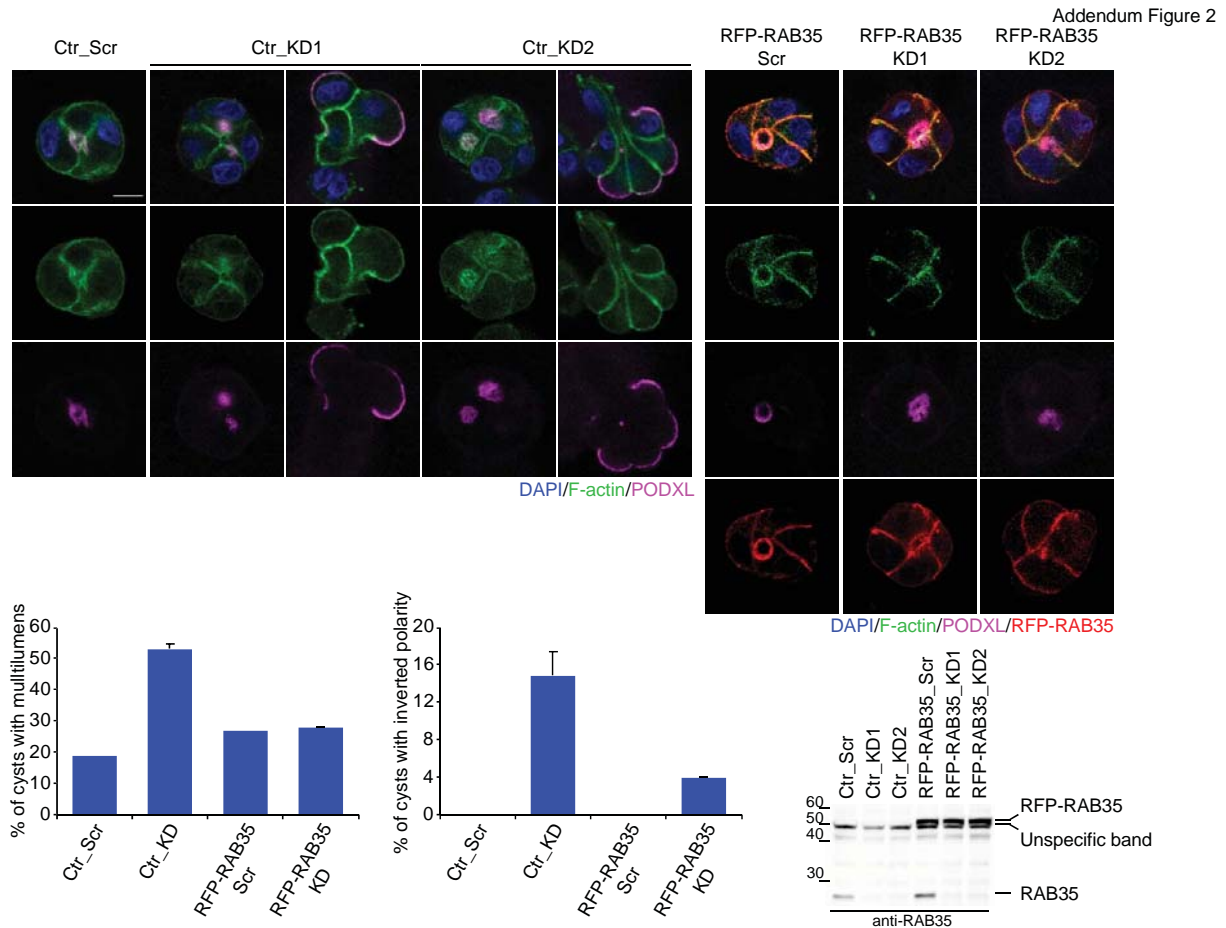 Addendum Figure 2
Ctr_Scr
Ctr_KD1
Ctr_KD2
RFP-RAB35
Scr
RFP-RAB35
KD1
RFP-RAB35
KD2
DAPI/F-actin/PODXL
DAPI/F-actin/PODXL/RFP-RAB35
% of cysts with mulltilumens
60
50
40
30
20
10
0
Ctr_Scr
Ctr_KD
RFP-RAB35
Scr
RFP-RAB35
KD
% of cysts with inverted polarity
20
16
12
8
4
0
Ctr_Scr
Ctr_KD
RFP-RAB35
Scr
RFP-RAB35
KD
Ctr_Scr
Ctr_KD1
Ctr_KD2
RFP-RAB35_Scr
RFP-RAB35_KD1
RFP-RAB35_KD2
60
50
40
30
RFP-RAB35
Unspecific band
RAB35
anti-RAB35